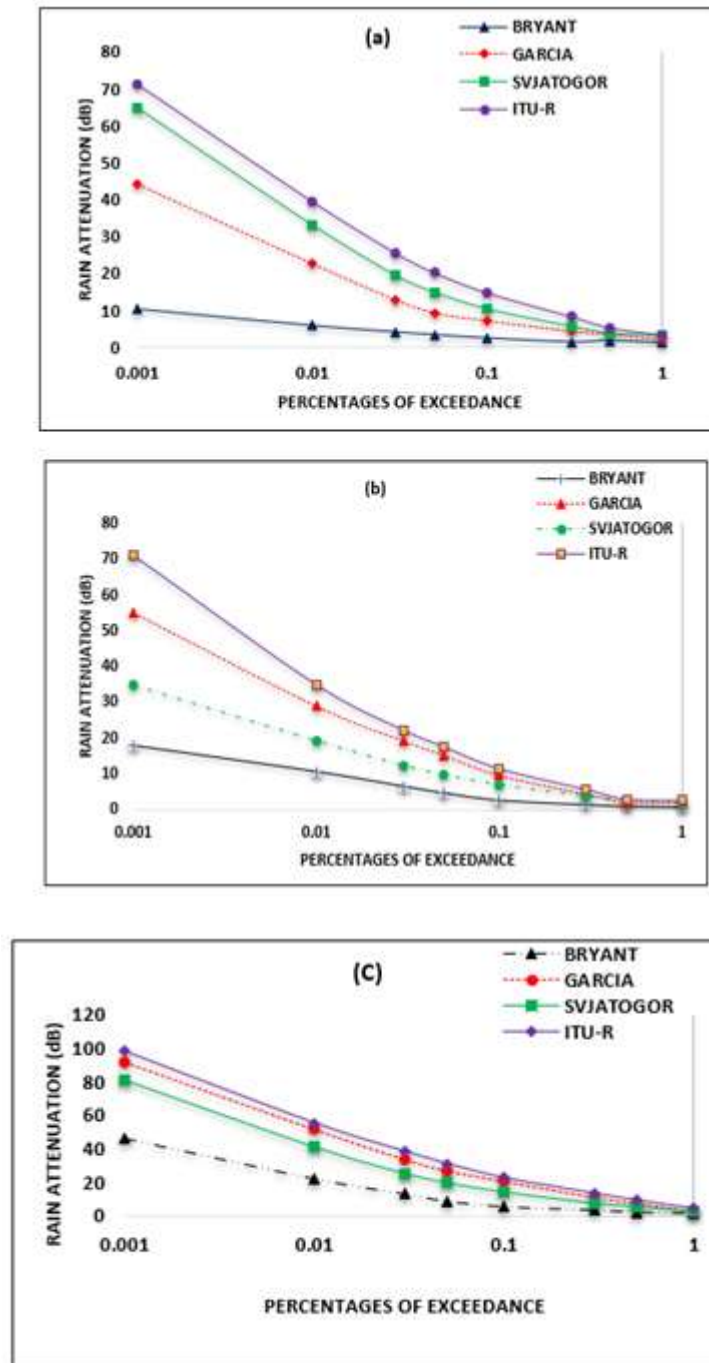 (a)
BRYANT
GARCIA
SVJATOGOR
ITU-R
RAIN ATTENUATION (dB)
80
70
60
50
40
30
20
10
0
0.001 0.01 0.1 1
PERCENTAGES OF EXCEEDANCE
(b)
BRYANT
GARCIA
SVJATOGOR
ITU-R
RAIN ATTENUATION (dB)
80
70
60
50
40
30
20
10
0
0.001 0.01 0.1 1
PERCENTAGES OF EXCEEDANCE
(C)
BRYANT
GARCIA
SVJATOGOR
ITU-R
RAIN ATTENUATION (dB)
120
100
80
60
40
20
0
0.001 0.01 0.1 1
PERCENTAGES OF EXCEEDANCE